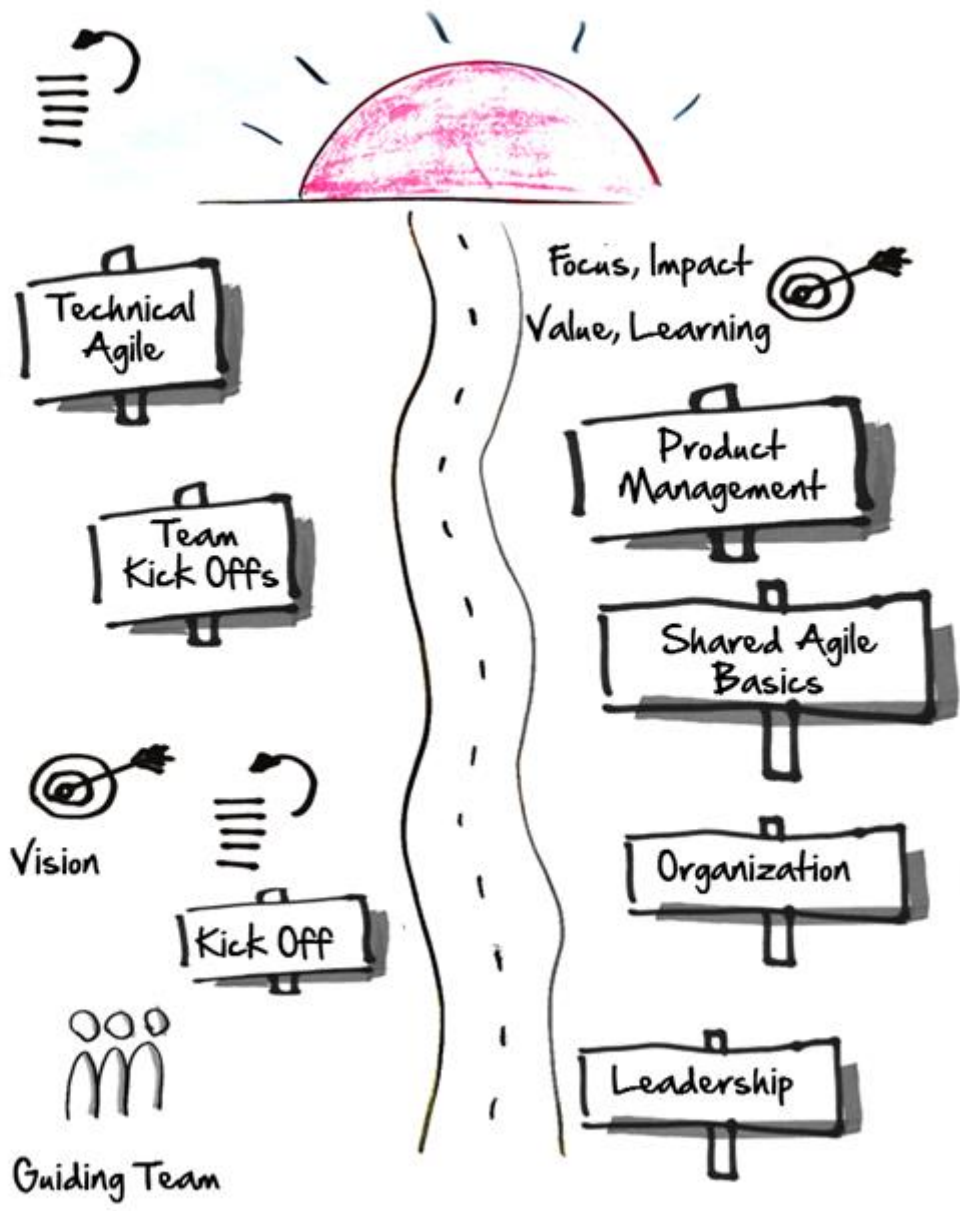 Focus, Impact
Value, Learning
Technical
Agile
Product
Management
Team
Kick Offs
Shared Agile
Basics
Vision
Organization
Kick Off
Leadership
Guiding Team